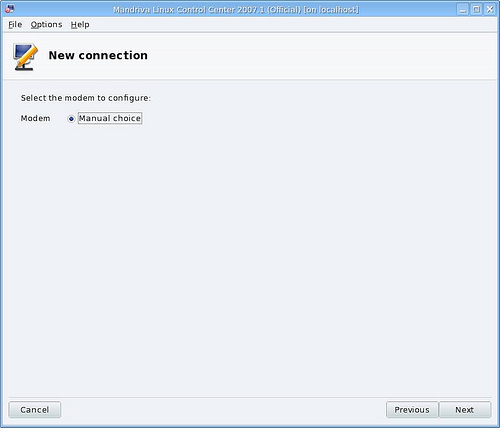 Mandriva Linux Control Center 2007.1 (Official) [on localhost]
File Options Help
New connection
Select the modem to configure:
Modem Manual choice
Cancel Previous Next